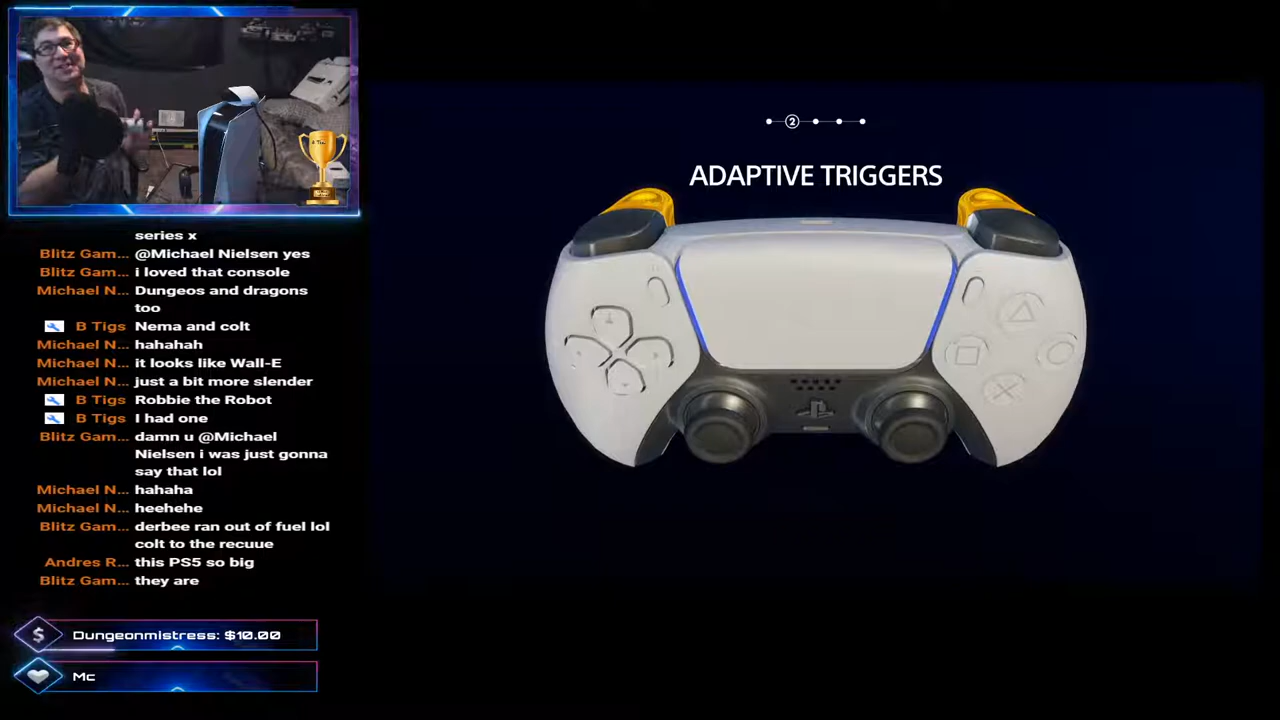 series x
Blitz Gam... @Michael Nielsen yes
Blitz Gam... i loved that console
Michael N... Dungeos and dragons
too
B Tigs Nema and colt
Michael N... hahahah
Michael N... it looks like Wall-E
Michael N... just a bit more slender
B Tigs Robbie the Robot
B Tigs I had one
Blitz Gam... damn u @Michael
Nielsen i was just gonna
say that lol
Michael N... hahaha
Michael N... heehehe
Blitz Gam... derbee ran out of fuel lol
colt to the recuue
Andres R... this PS5 so big
Blitz Gam... they are
$ Dungeonmistress: $10.00
Mc
2
ADAPTIVE TRIGGERS